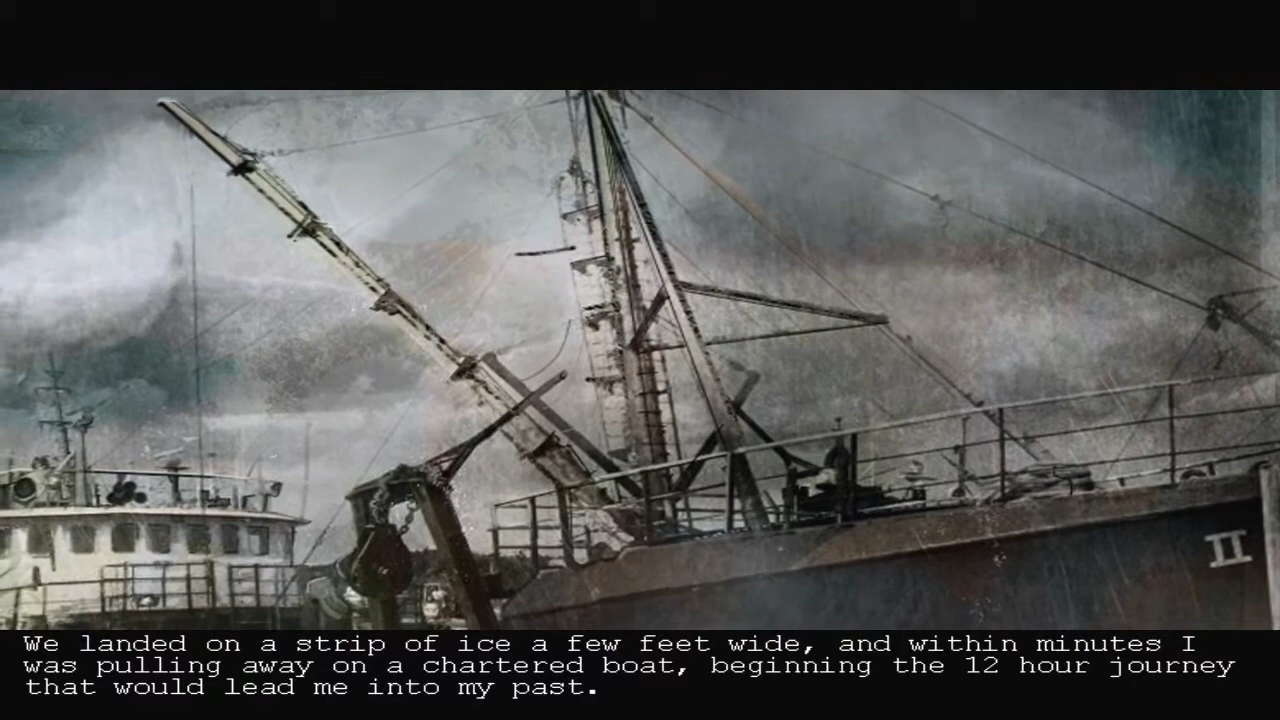 II
We landed on a strip of ice a few feet wide, and within minutes I
was pulling away on a chartered boat, beginning the 12 hour journey
that would lead me into my past.